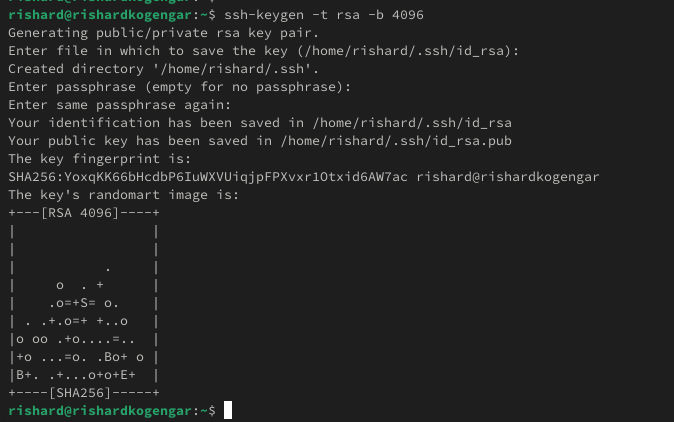 rishard@rishardkogengar:~$ ssh-keygen -t rsa -b 4096
Generating public/private rsa key pair.
Enter file in which to save the key (/home/rishard/.ssh/id_rsa):
Created directory '/home/rishard/.ssh'.
Enter passphrase (empty for no passphrase):
Enter same passphrase again:
Your identification has been saved in /home/rishard/.ssh/id_rsa
Your public key has been saved in /home/rishard/.ssh/id_rsa.pub
The key fingerprint is:
SHA256:YoxqKK66bHcdbP6IuWXVUiqjpFPXvxr1Otxid6AW7ac rishard@rishardkogengar
The key's randomart image is:
+---[RSA 4096]----+
|                 |
|                 |
|           .     |
|     o  . +      |
|    .o=+S= o.    |
| . .+.o=+ +..o   |
|o oo .+o....=..  |
|+o ...=o. .Bo+ o |
|B+. .+...o+o+E+  |
+----[SHA256]-----+
rishard@rishardkogengar:~$